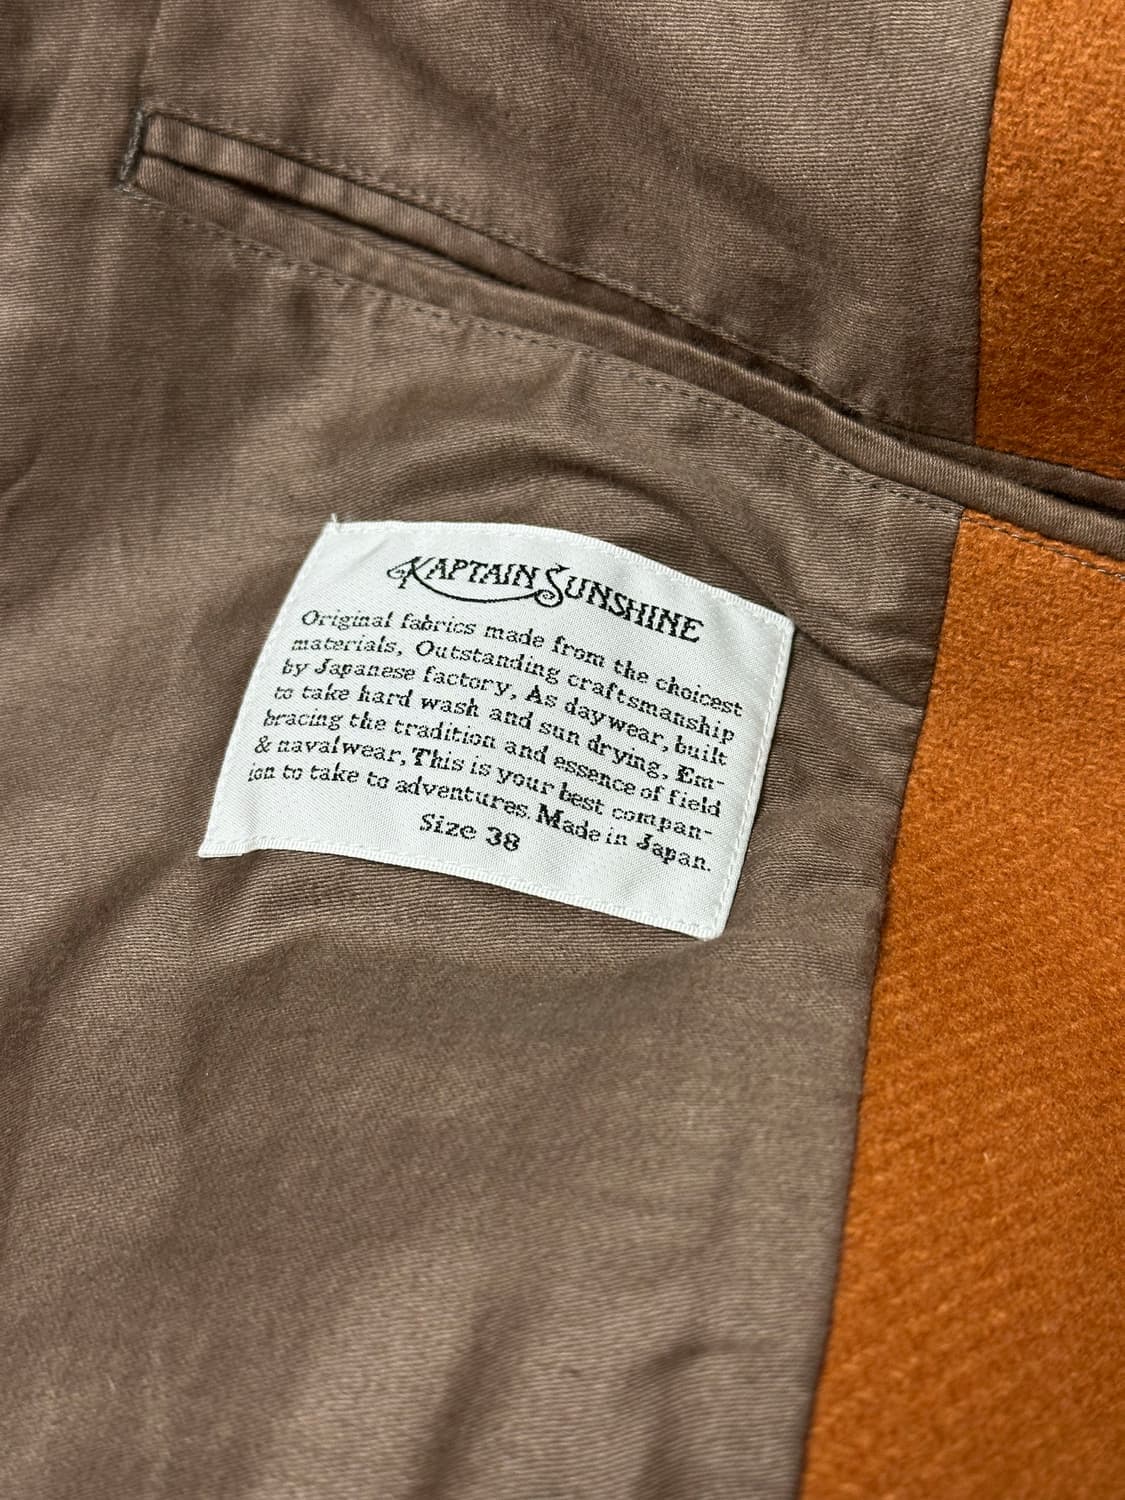 KAPTAIN SUNSHINE
Original fabrics made from the choicest
materials, Outstanding craftsmanship
by Japanese factory, As daywear, built
to take hard wash and sun drying, Em-
bracing the tradition and essence of field
& navalwear, This is your best compan-
ion to take to adventures. Made in Japan.
Size 38